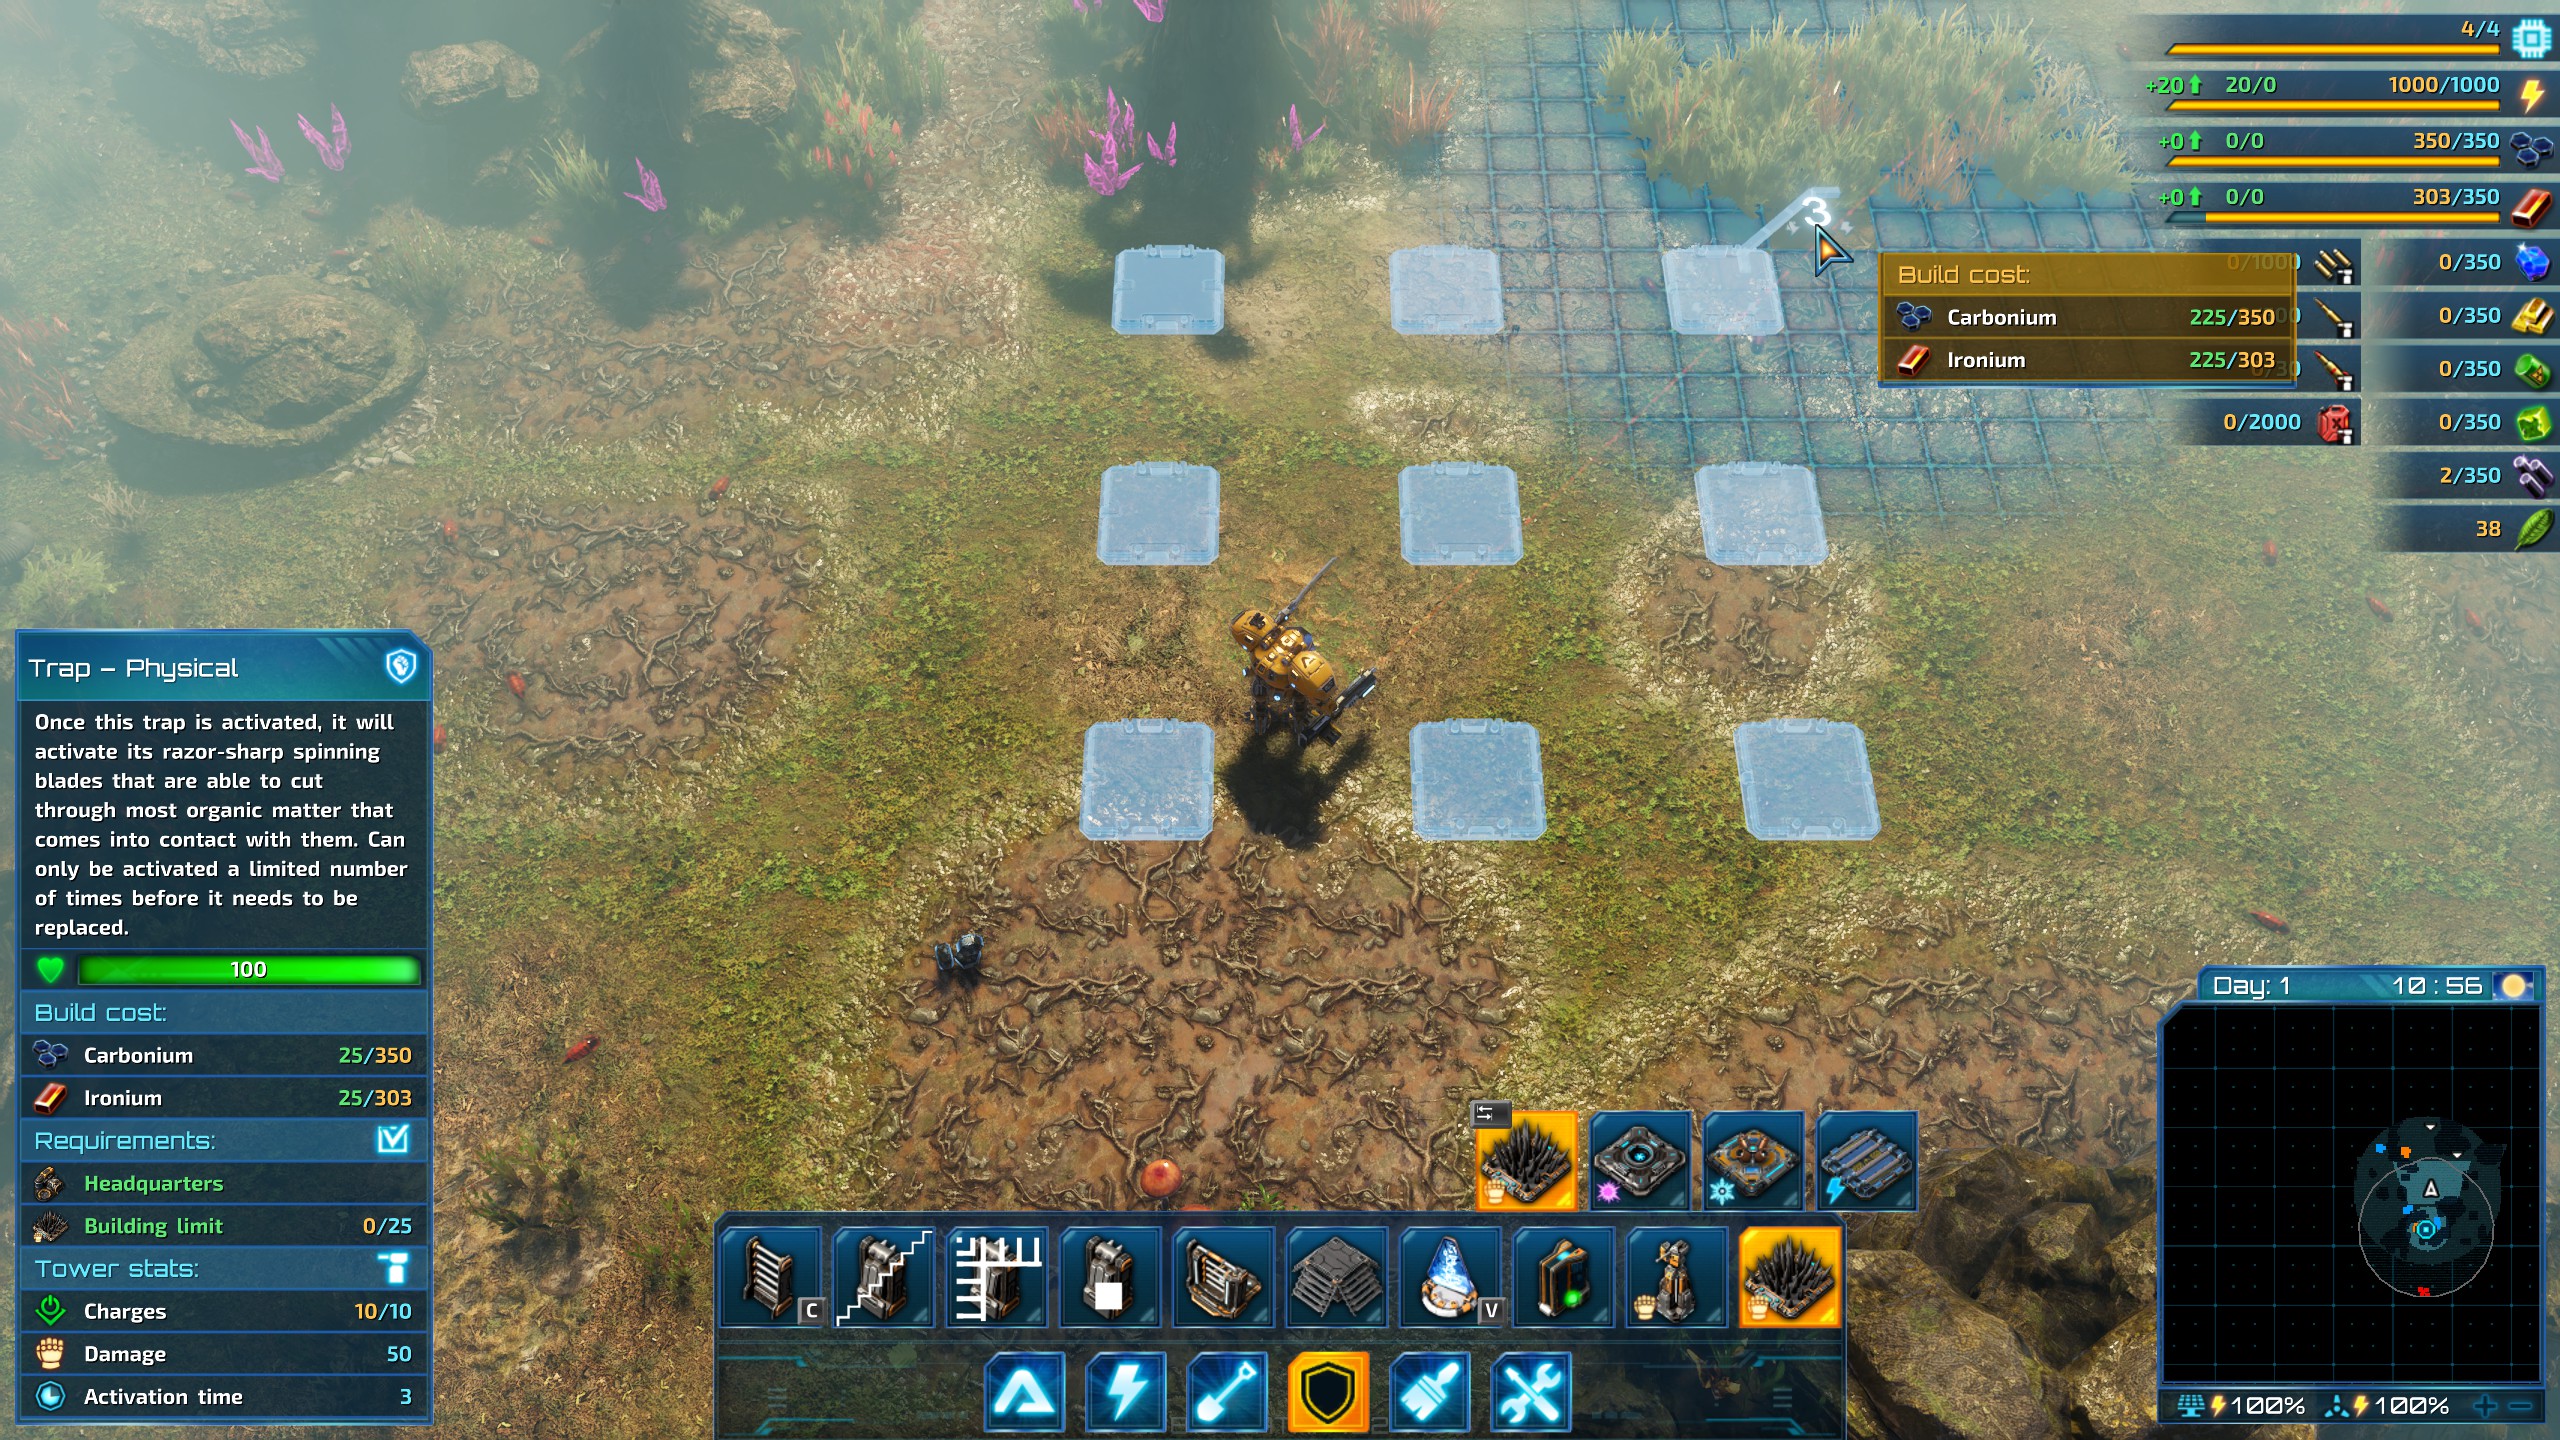 4/4
+20 20/0 1000/1000
+0 0/0 350/350
+0 0/0 303/350
3
0/350
Build cost:
Carbonium 225/350
Ironium 225/303
0/350
0/350
0/2000 0/350
2/350
38
Trap – Physical
Once this trap is activated, it will
activate its razor-sharp spinning
blades that are able to cut
through most organic matter that
comes into contact with them. Can
only be activated a limited number
of times before it needs to be
replaced.
100
Build cost:
Carbonium 25/350
Ironium 25/303
Requirements:
Headquarters
Building limit 0/25
Tower stats:
Charges 10/10
Damage 50
Activation time 3
C
V
Day: 1 10:56
100% 100%